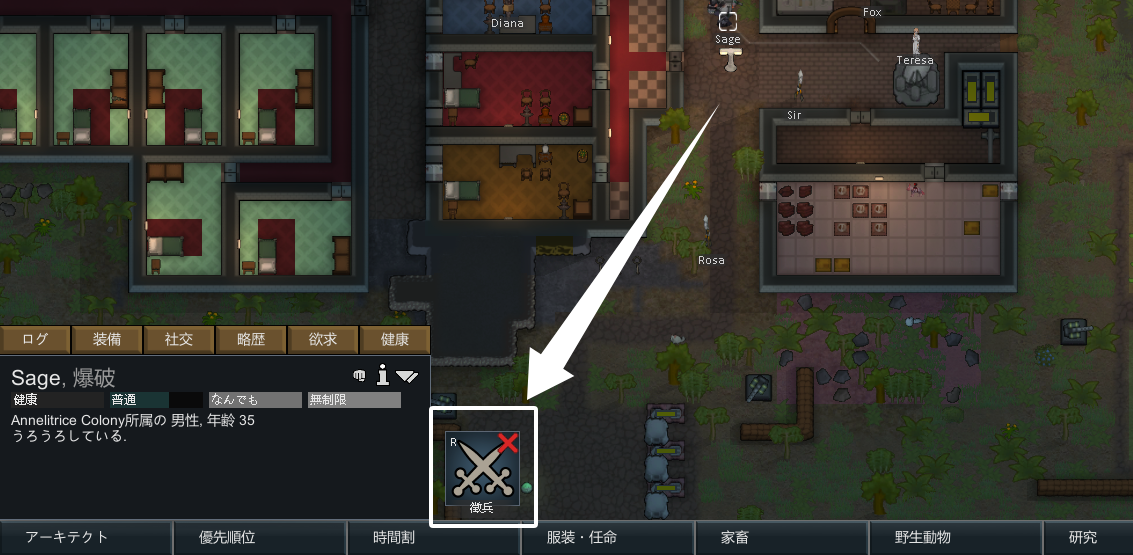 Diana
Fox
Sage
Teresa
Sir
Rosa
ログ
装備
社交
略歴
欲求
健康
Sage, 爆破
健康
普通
なんでも
無制限
Annelitrice Colony所属の 男性, 年齢 35
うろうろしている.
R
徴兵
アーキテクト
優先順位
時間割
服装・任命
家畜
野生動物
研究